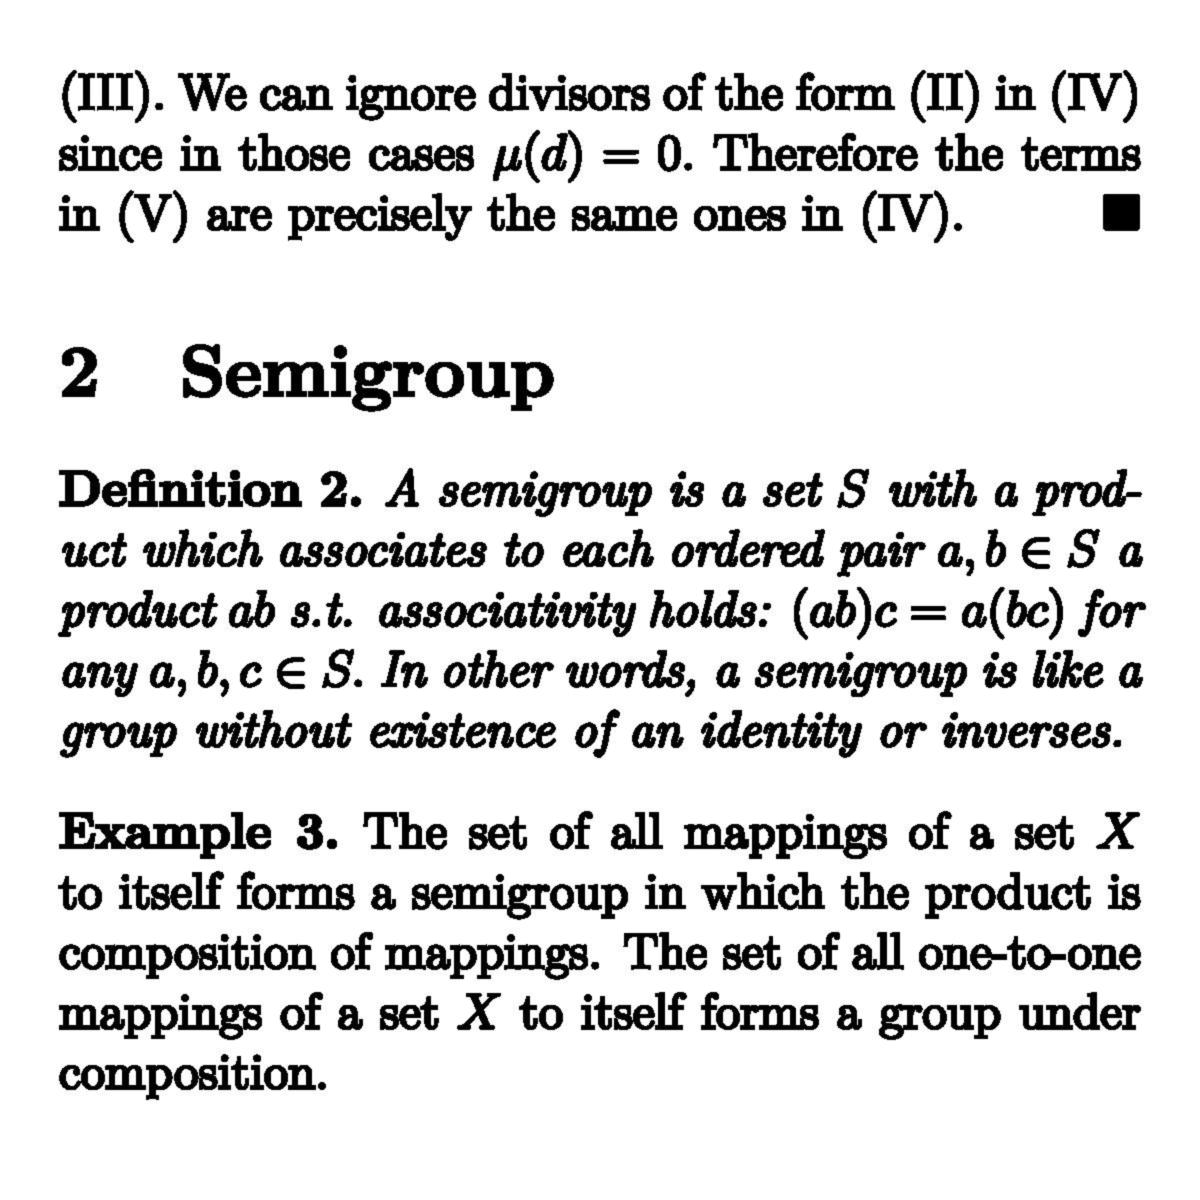 (III). We can ignore divisors of the form (II) in (IV)
since in those cases μ(d) = 0. Therefore the terms
in (V) are precisely the same ones in (IV). ■
2 Semigroup
Definition 2. A semigroup is a set S with a prod-
uct which associates to each ordered pair a, b ∈ S a
product ab s.t. associativity holds: (ab)c = a(bc) for
any a, b, c ∈ S. In other words, a semigroup is like a
group without existence of an identity or inverses.
Example 3. The set of all mappings of a set X
to itself forms a semigroup in which the product is
composition of mappings. The set of all one-to-one
mappings of a set X to itself forms a group under
composition.